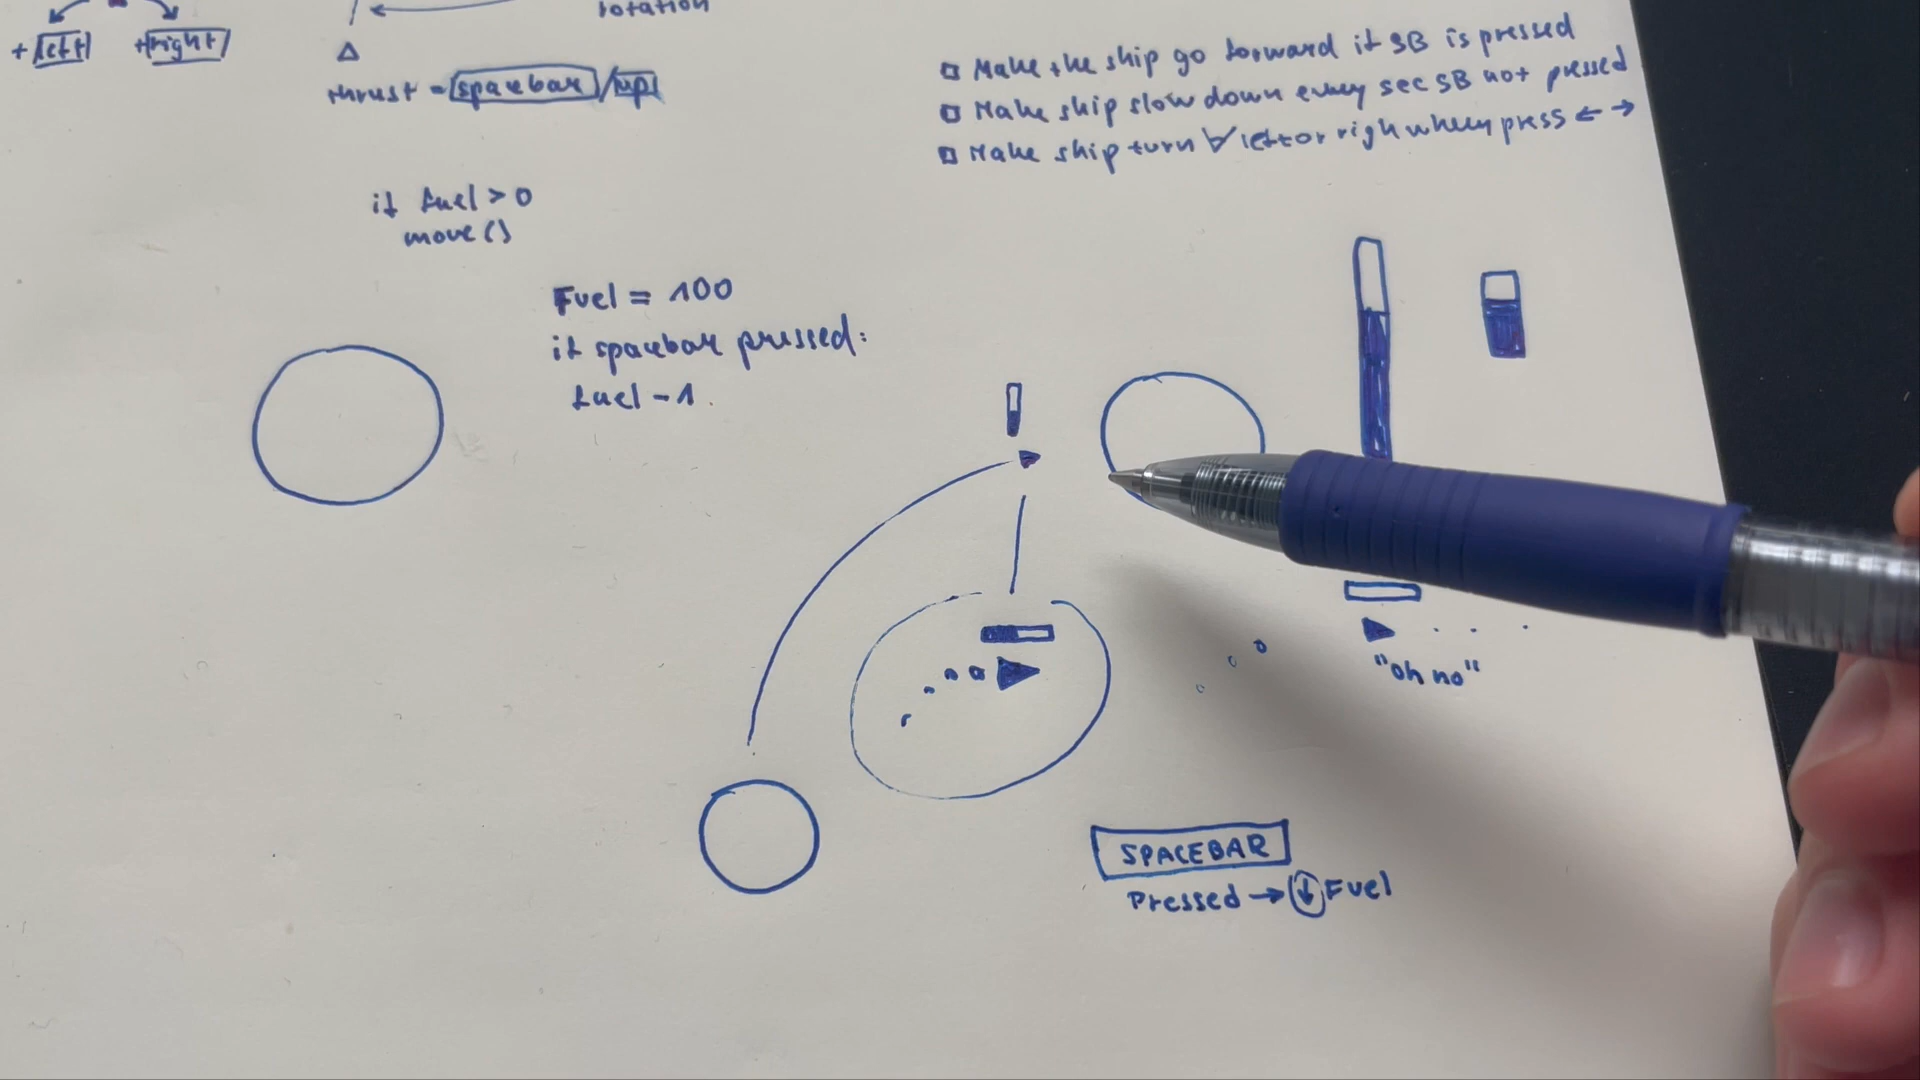 rotation
+ left +right
thrust = spacebar / up
□ Make the ship go forward if SB is pressed
□ Make ship slow down every sec SB not pressed
□ Make ship turn left or righ when press ← →
if fuel > 0
move ()
Fuel = 100
if spacebar pressed:
fuel - 1.
"oh no"
SPACEBAR
Pressed → ↓ Fuel